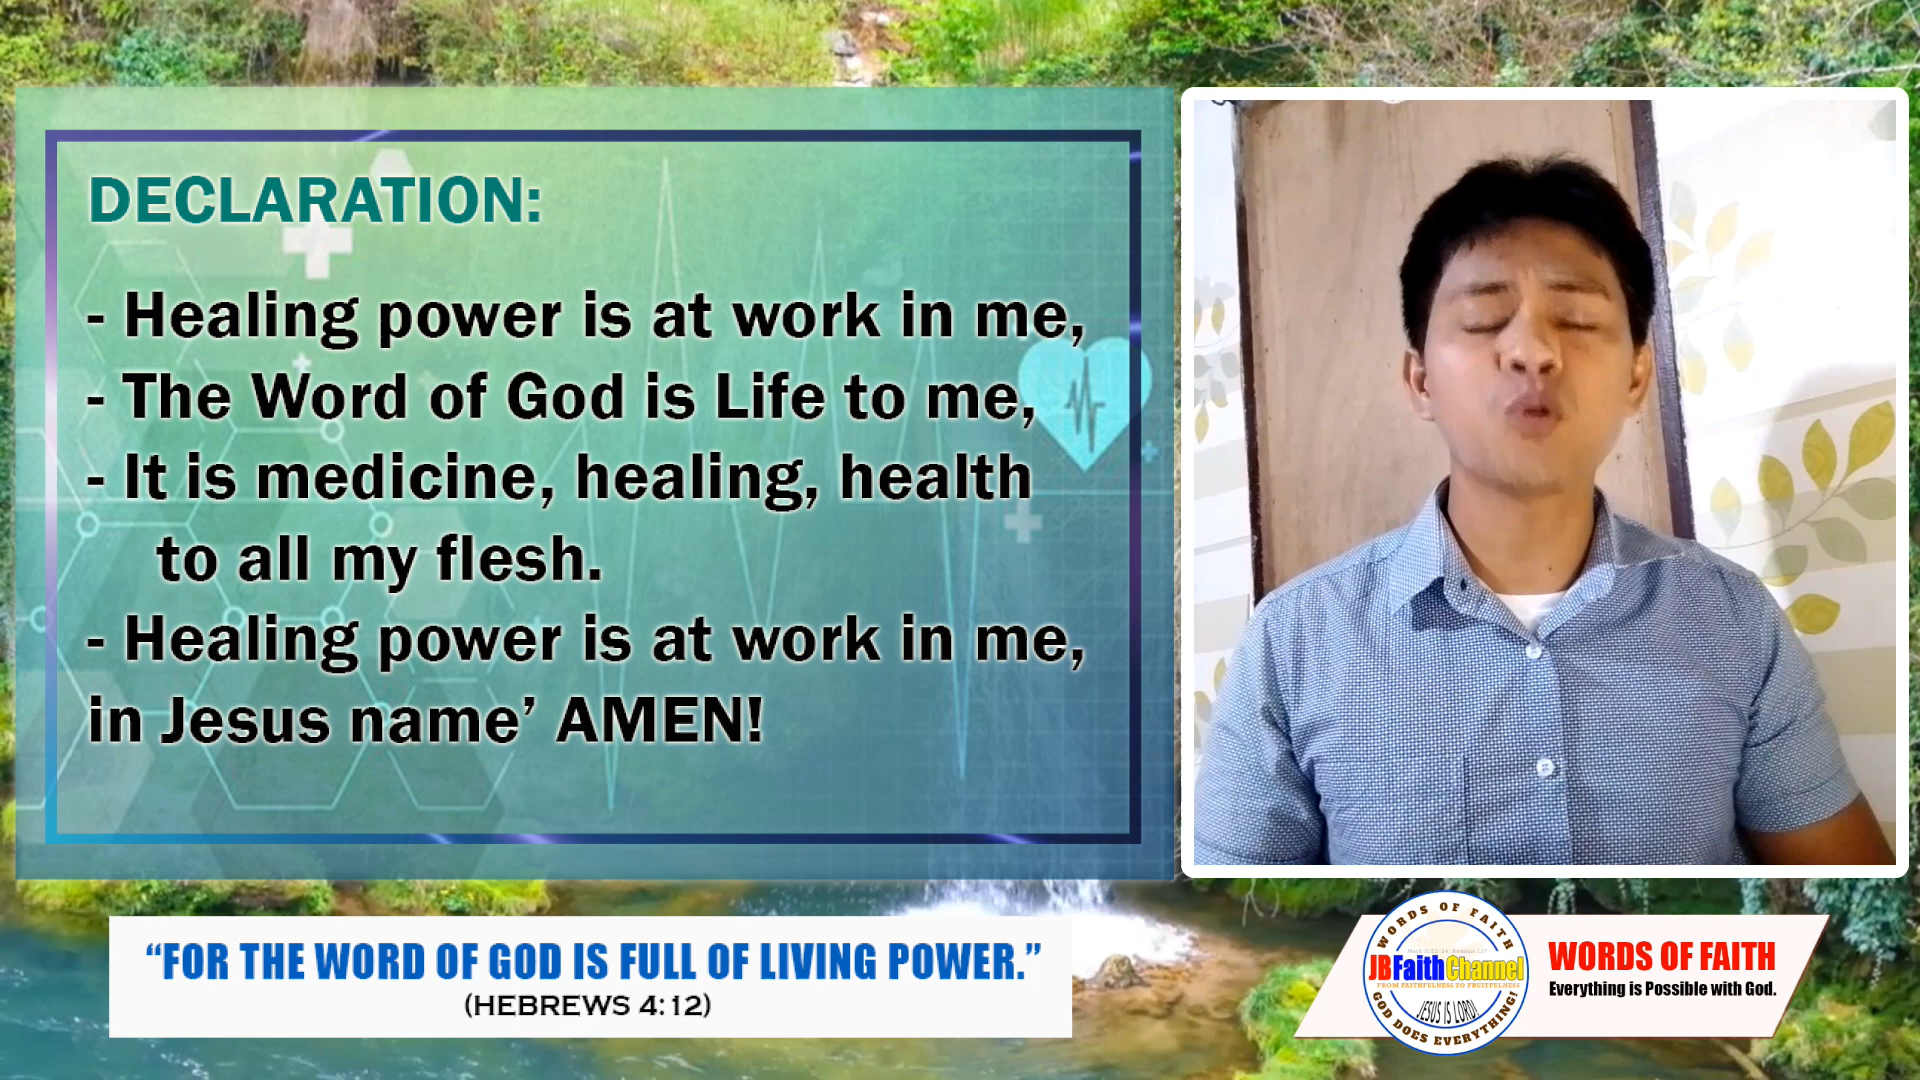 DECLARATION:
- Healing power is at work in me,
- The Word of God is Life to me,
- It is medicine, healing, health
to all my flesh.
- Healing power is at work in me,
in Jesus name’ AMEN!
“FOR THE WORD OF GOD IS FULL OF LIVING POWER.”
(HEBREWS 4:12)
WORDS OF FAITH
JBFaithChannel
FROM FAITHFULNESS TO FRUITFULNESS
JESUS IS LORD!
GOD DOES EVERYTHING!
WORDS OF FAITH
Everything is Possible with God.